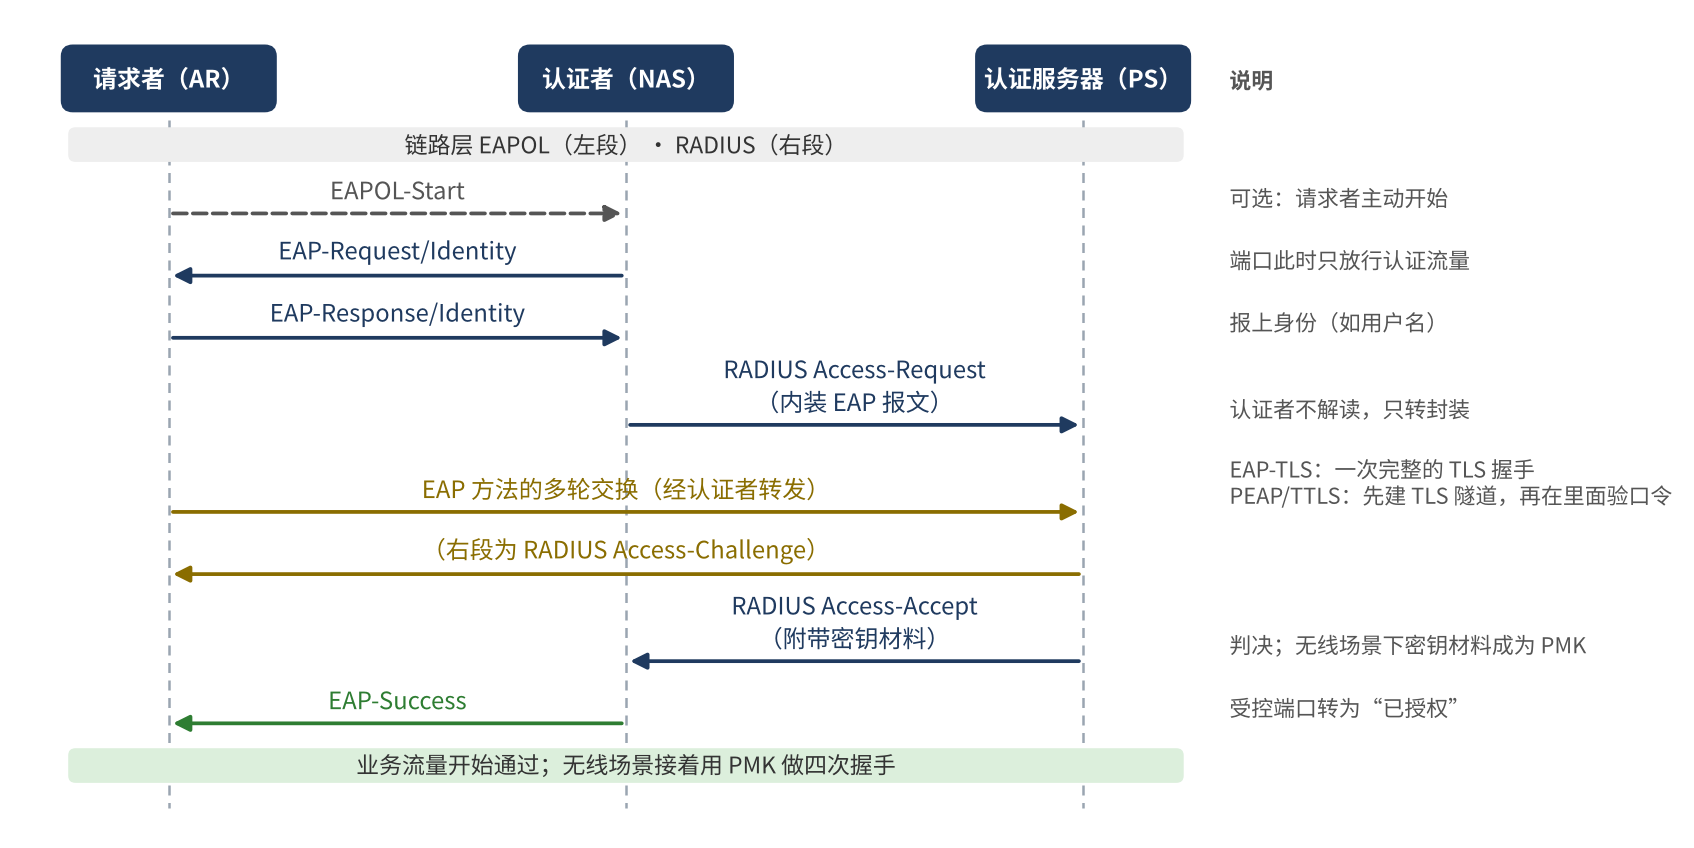 请求者（AR）
认证者（NAS）
认证服务器（PS）
说明
链路层 EAPOL（左段） · RADIUS（右段）
EAPOL-Start
可选：请求者主动开始
EAP-Request/Identity
端口此时只放行认证流量
EAP-Response/Identity
报上身份（如用户名）
RADIUS Access-Request
（内装 EAP 报文）
认证者不解读，只转封装
EAP 方法的多轮交换（经认证者转发）
EAP-TLS：一次完整的 TLS 握手
PEAP/TTLS：先建 TLS 隧道，再在里面验口令
（右段为 RADIUS Access-Challenge）
RADIUS Access-Accept
（附带密钥材料）
判决；无线场景下密钥材料成为 PMK
EAP-Success
受控端口转为“已授权”
业务流量开始通过；无线场景接着用 PMK 做四次握手